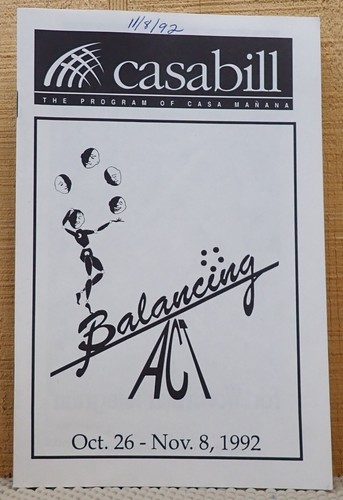 11/8/92
casabill
THE PROGRAM OF CASA MAÑANA
Balancing
ACT
Oct. 26 - Nov. 8, 1992